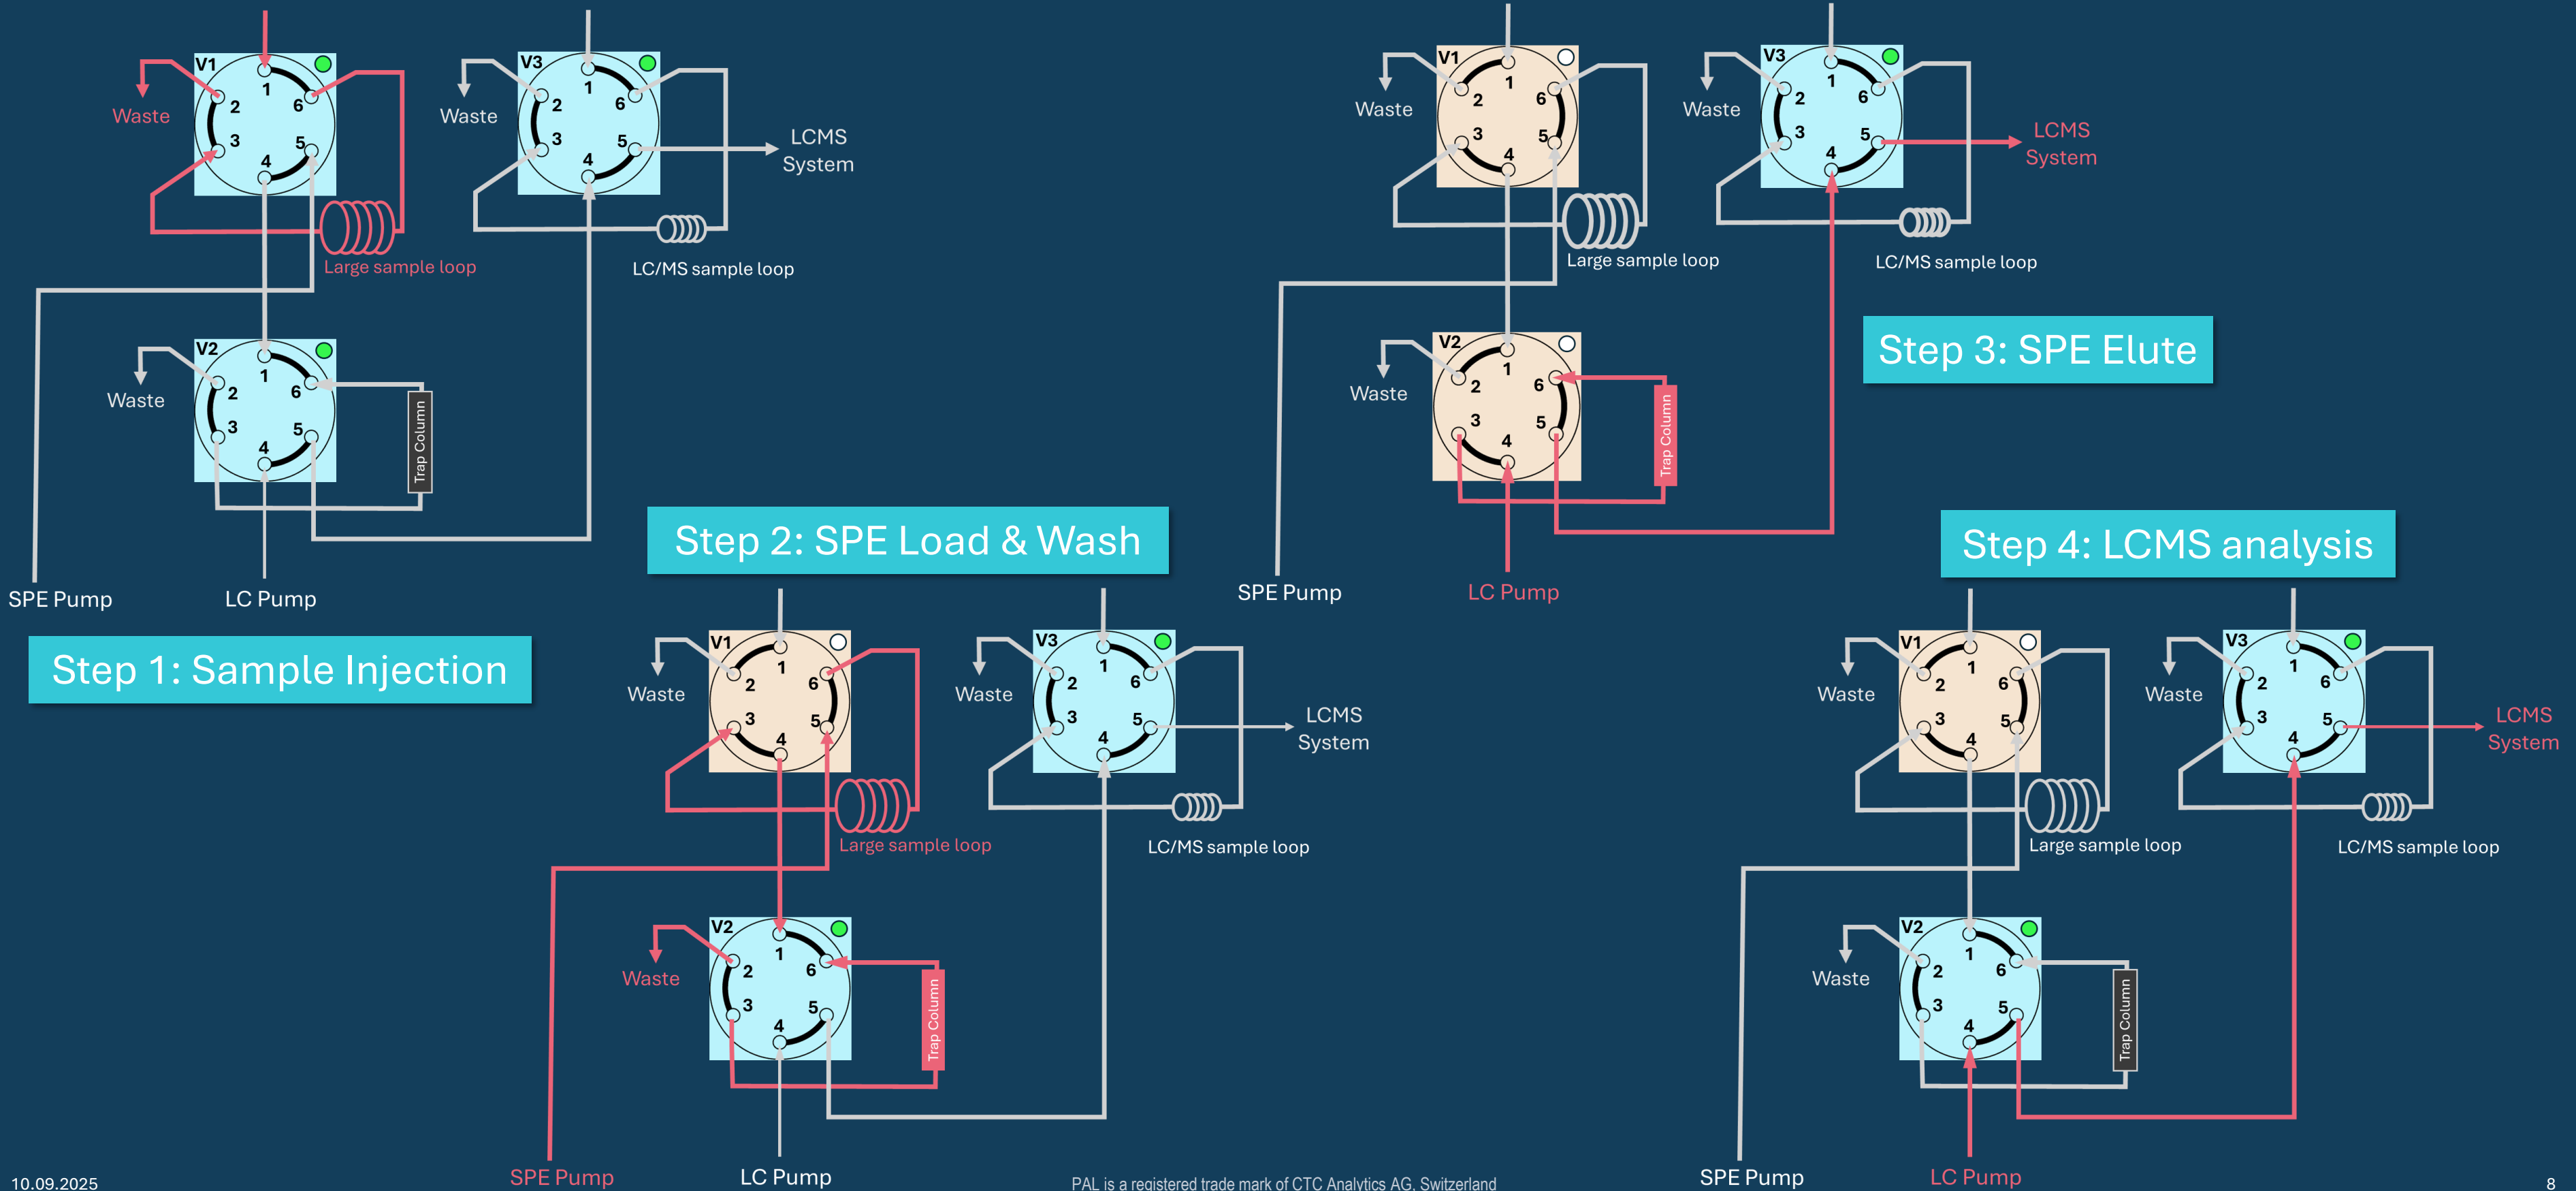 V1
1
2
3
4
5
6
Waste
Large sample loop
V3
1
2
3
4
5
6
Waste
LCMS
System
LC/MS sample loop
V2
1
2
3
4
5
6
Waste
Trap Column
SPE Pump
LC Pump
Step 1: Sample Injection
Step 2: SPE Load & Wash
V1
1
2
3
4
5
6
Waste
Large sample loop
V3
1
2
3
4
5
6
Waste
LCMS
System
LC/MS sample loop
V2
1
2
3
4
5
6
Waste
Trap Column
SPE Pump
LC Pump
V1
1
2
3
4
5
6
Waste
Large sample loop
V3
1
2
3
4
5
6
Waste
LCMS
System
LC/MS sample loop
Step 3: SPE Elute
V2
1
2
3
4
5
6
Waste
Trap Column
SPE Pump
LC Pump
Step 4: LCMS analysis
V1
1
2
3
4
5
6
Waste
Large sample loop
V3
1
2
3
4
5
6
Waste
LCMS
System
LC/MS sample loop
V2
1
2
3
4
5
6
Waste
Trap Column
SPE Pump
LC Pump
10.09.2025
PAL is a registered trade mark of CTC Analytics AG, Switzerland
8